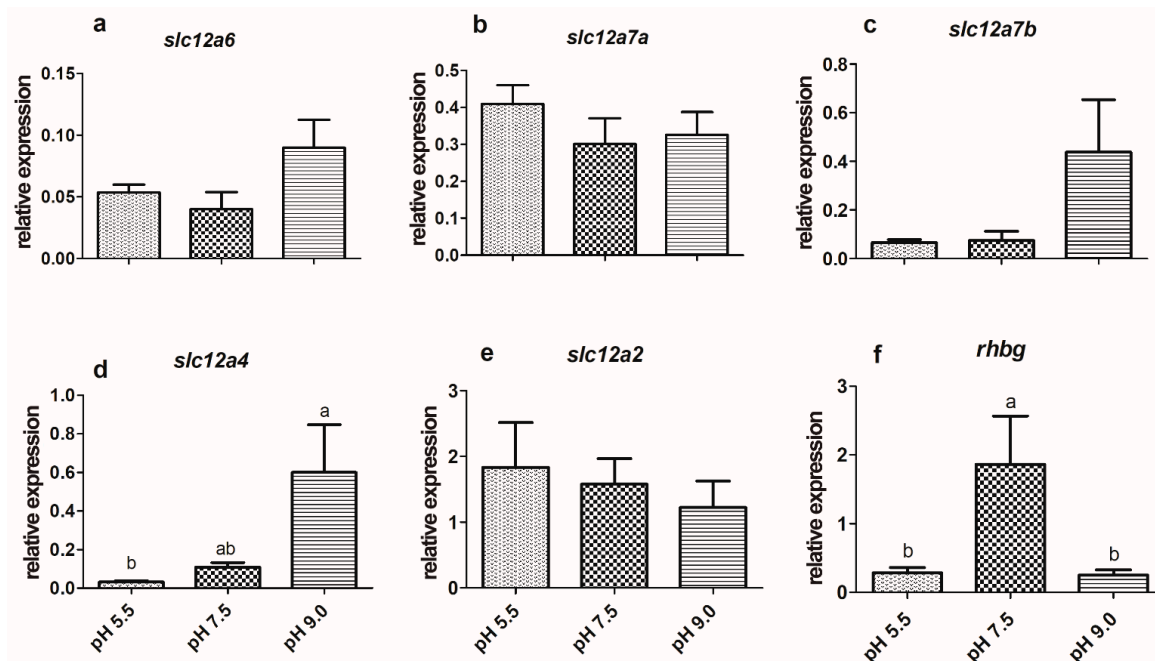 a
slc12a6
relative expression
0.15
0.10
0.05
0.00
b
slc12a7a
relative expression
0.5
0.4
0.3
0.2
0.1
0.0
c
slc12a7b
relative expression
0.8
0.6
0.4
0.2
0.0
d
slc12a4
relative expression
1.0
0.8
0.6
0.4
0.2
0.0
b
ab
a
pH 5.5
pH 7.5
pH 9.0
e
slc12a2
relative expression
3
2
1
0
pH 5.5
pH 7.5
pH 9.0
f
rhbg
relative expression
3
2
1
0
b
a
b
pH 5.5
pH 7.5
pH 9.0